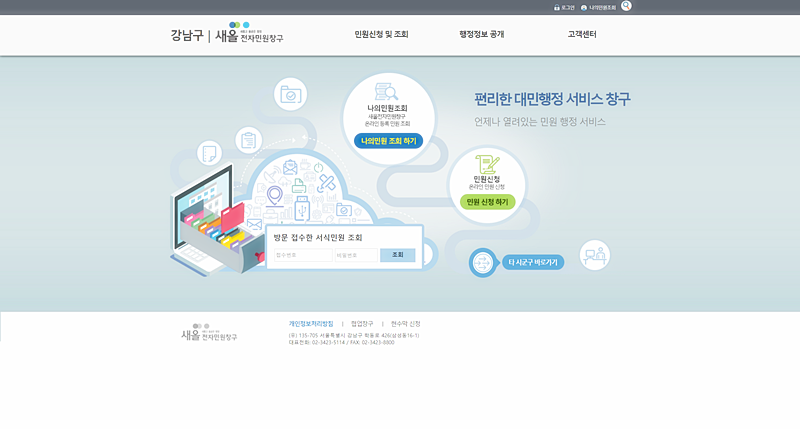 로그인 나의민원조회
강남구 | 새올 전자민원창구
민원신청 및 조회 행정정보 공개 고객센터
나의민원조회
새올전자민원창구
온라인 등록 민원 조회
나의민원 조회 하기
편리한 대민행정 서비스 창구
언제나 열려있는 민원 행정 서비스
민원신청
온라인 민원 신청
민원 신청 하기
방문 접수한 서식민원 조회
접수번호 비밀번호 조회
타 시군구 바로가기
새올 전자민원창구
개인정보처리방침 | 협업창구 | 현수막 신청
(우) 135-705 서울특별시 강남구 학동로 426(삼성동16-1)
대표전화: 02-3423-5114 / FAX: 02-3423-8800